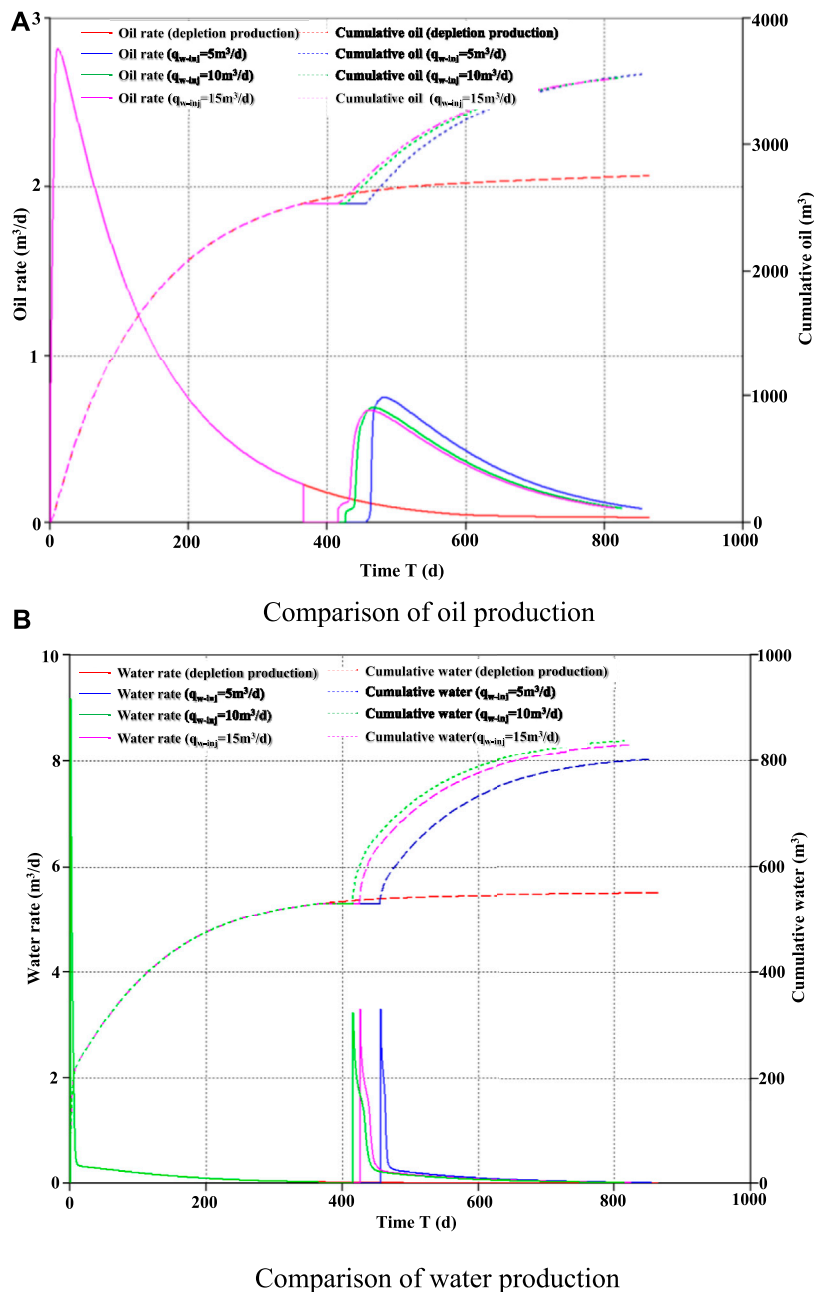 A
3
4000
Oil rate (depletion production)
Cumulative oil (depletion production)
Oil rate (qw-inj=5m³/d)
Cumulative oil (qw-inj=5m³/d)
Oil rate (qw-inj=10m³/d)
Cumulative oil (qw-inj=10m³/d)
Oil rate (qw-inj=15m³/d)
Cumulative oil (qw-inj=15m³/d)
3000
2
2000
1
1000
0
0
Oil rate (m³/d)
Cumulative oil (m³)
0 200 400 600 800 1000
Time T (d)
Comparison of oil production
B
10
1000
Water rate (depletion production)
Cumulative water (depletion production)
Water rate (qw-inj=5m³/d)
Cumulative water (qw-inj=5m³/d)
Water rate (qw-inj=10m³/d)
Cumulative water (qw-inj=10m³/d)
Water rate (qw-inj=15m³/d)
Cumulative water(qw-inj=15m³/d)
8
800
6
600
4
400
2
200
0
0
Water rate (m³/d)
Cumulative water (m³)
0 200 400 600 800 1000
Time T (d)
Comparison of water production